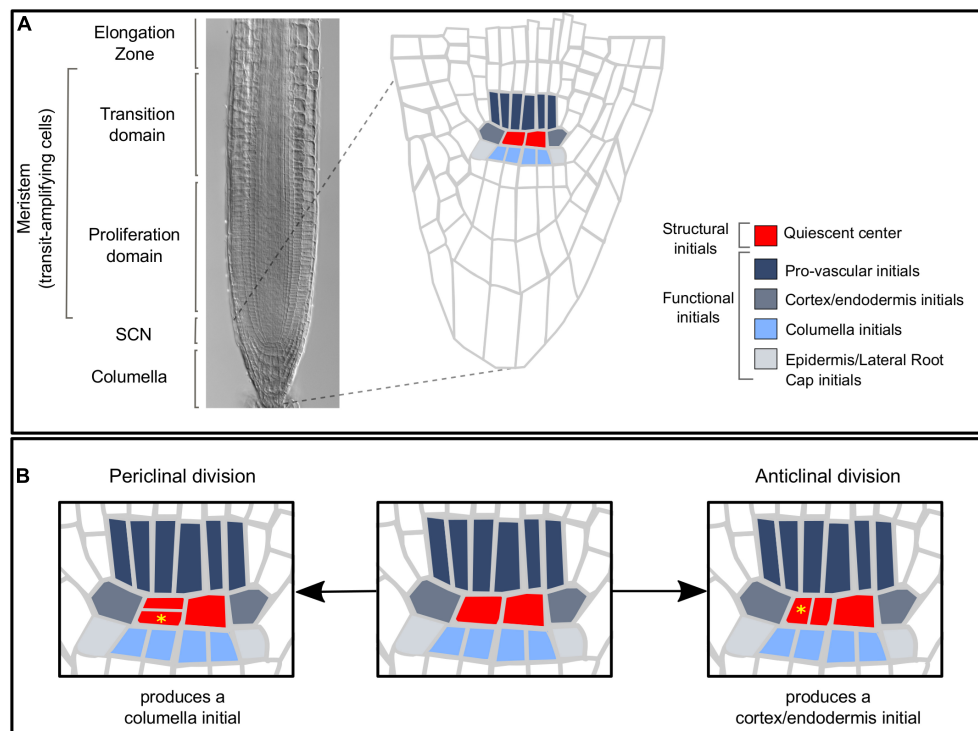 A
Elongation
Zone
Transition
domain
Meristem
(transit-amplifying cells)
Proliferation
domain
SCN
Columella
Structural
initials
Quiescent center
Functional
initials
Pro-vascular initials
Cortex/endodermis initials
Columella initials
Epidermis/Lateral Root
Cap initials
B
Periclinal division
Anticlinal division
*
*
produces a
columella initial
produces a
cortex/endodermis initial